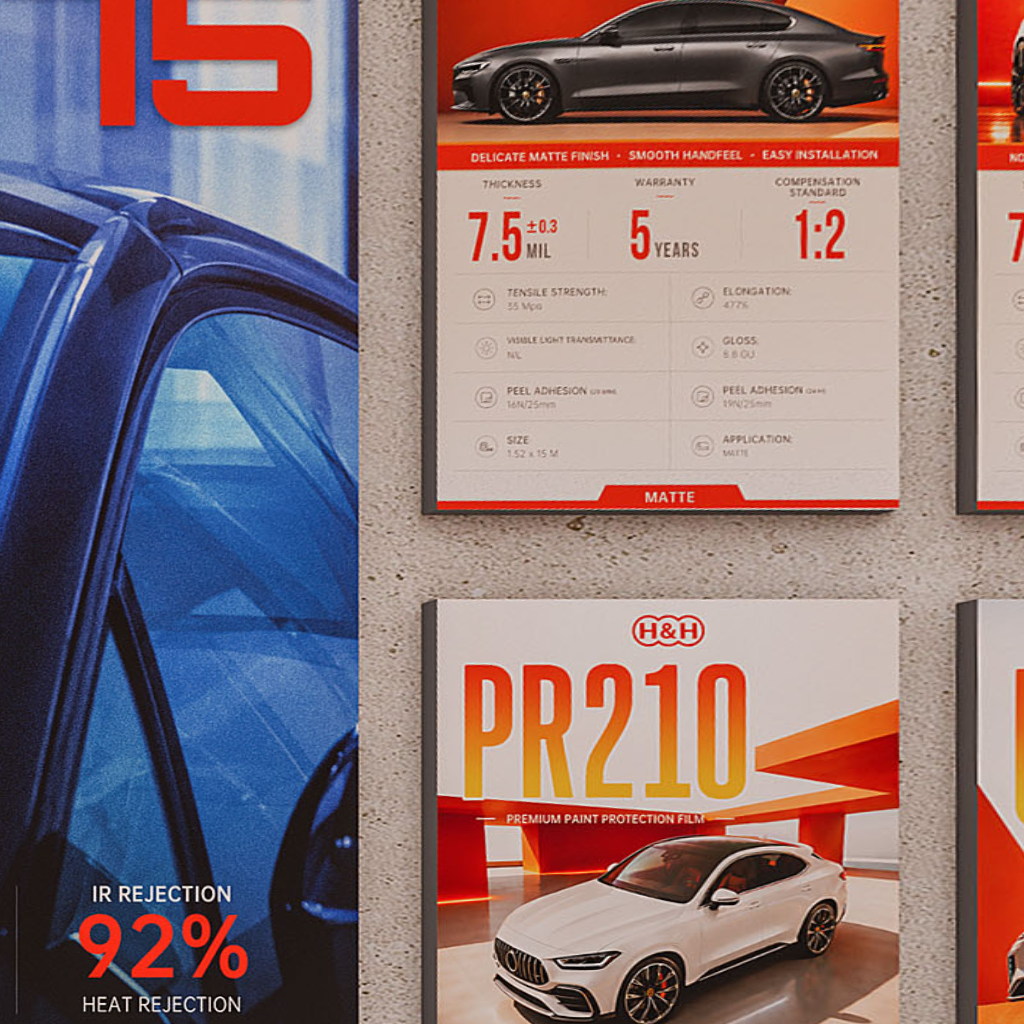 15
IR REJECTION
92%
HEAT REJECTION
DELICATE MATTE FINISH - SMOOTH HANDFEEL - EASY INSTALLATION
THICKNESS
7.5 ±0.3 MIL
WARRANTY
5 YEARS
COMPENSATION
STANDARD
1:2
TENSILE STRENGTH:
55 Mpa
ELONGATION:
477%
VISIBLE LIGHT TRANSMITTANCE:
N/L
GLOSS:
6.8 GU
PEEL ADHESION
16N/25mm
PEEL ADHESION
19N/25mm
SIZE:
1.52 x 15 M
APPLICATION:
MATTE
MATTE
H&H
PR210
PREMIUM PAINT PROTECTION FILM
NO
7